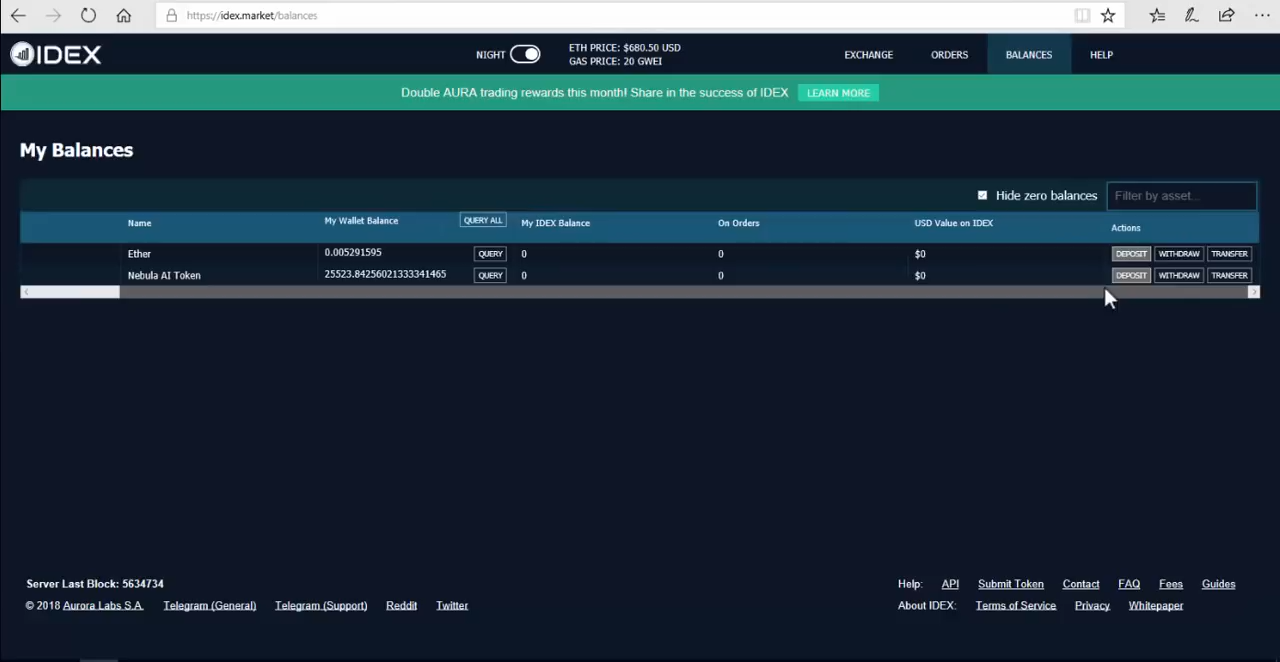 https://idex.market/balances
IDEX
NIGHT
ETH PRICE: $680.50 USD
GAS PRICE: 20 GWEI
EXCHANGE
ORDERS
BALANCES
HELP
Double AURA trading rewards this month! Share in the success of IDEX LEARN MORE
My Balances
Hide zero balances
Filter by asset...
Name My Wallet Balance QUERY ALL My IDEX Balance On Orders USD Value on IDEX Actions
Ether 0.005291595 QUERY 0 0 $0 DEPOSIT WITHDRAW TRANSFER
Nebula AI Token 25523.84256021333341465 QUERY 0 0 $0 DEPOSIT WITHDRAW TRANSFER
Server Last Block: 5634734
© 2018 Aurora Labs S.A. Telegram (General) Telegram (Support) Reddit Twitter
Help: API Submit Token Contact FAQ Fees Guides
About IDEX: Terms of Service Privacy Whitepaper